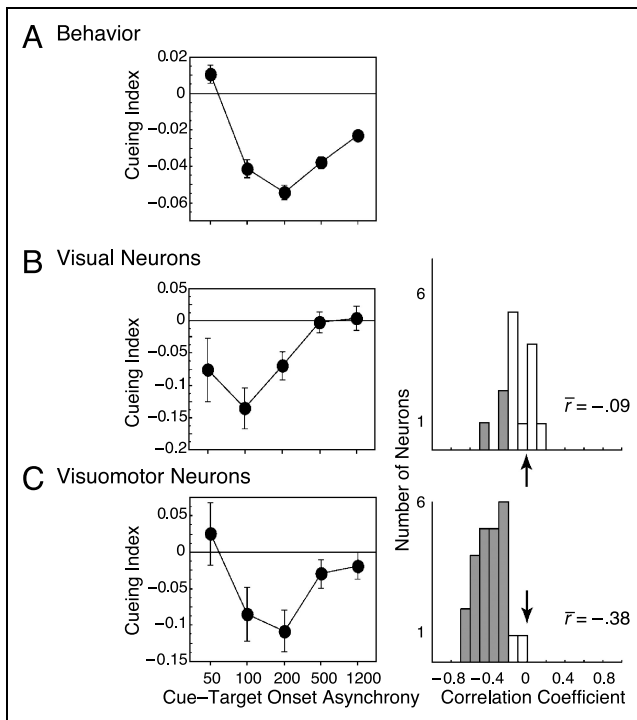 A Behavior
0.02
0
−0.02
−0.04
−0.06
Cueing Index
B Visual Neurons
0.05
0
−0.05
−0.1
−0.15
−0.2
Cueing Index
6
1
r̄ = −.09
Number of Neurons
C Visuomotor Neurons
0.05
0
−0.05
−0.1
−0.15
Cueing Index
50 100 200 500 1200
Cue–Target Onset Asynchrony
6
1
r̄ = −.38
−0.8 −0.4 0 0.4 0.8
Correlation Coefficient